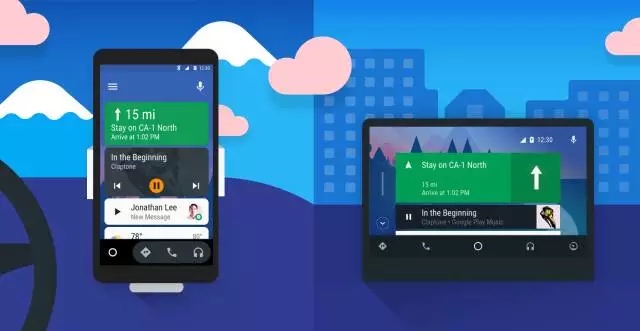 12:30
15 mi
Stay on CA-1 North
Arrive at 1:02 PM
In the Beginning
Claptone
Jonathan Lee
New Message
78°
80°
12:30
Stay on CA-1 North
15 mi
Arrive at 1:02 PM
In the Beginning
Claptone • Google Play Music